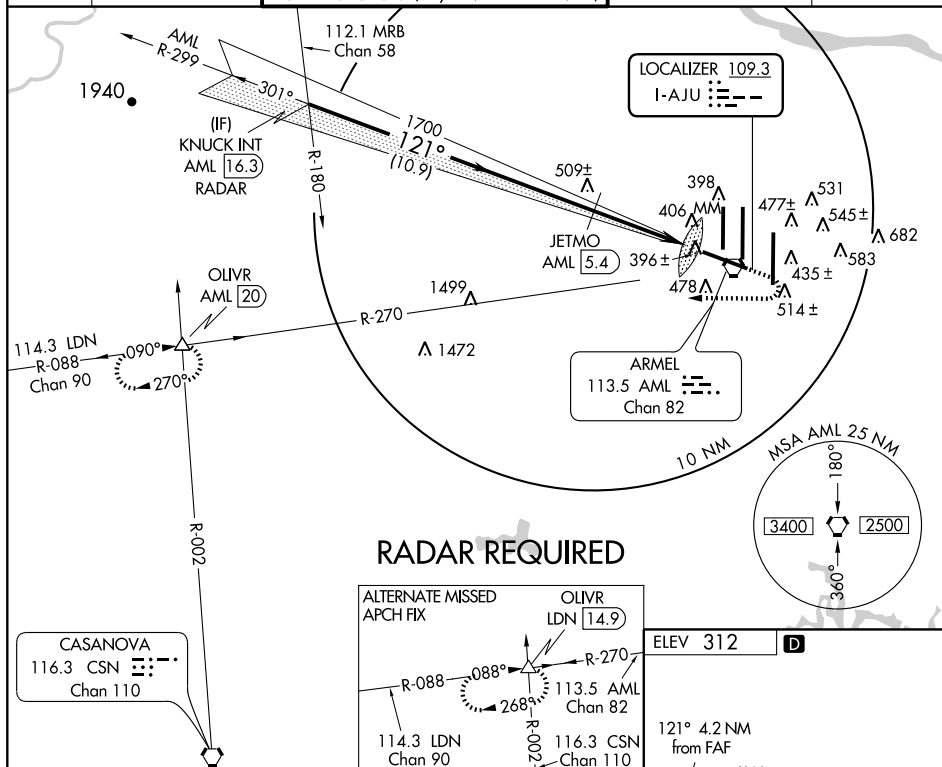 112.1 MRB
Chan 58
AML
R-299
301°
1940
(IF)
KNUCK INT
AML 16.3
RADAR
R-180
1700
121°
(10.9)
LOCALIZER 109.3
I-AJU
509±
398
531
406
MM
477±
545±
682
JETMO
AML 5.4
396±
583
435±
478
514±
OLIVR
AML 20
1499
R-270
114.3 LDN
R-088
Chan 90
090°
270°
1472
ARMEL
113.5 AML
Chan 82
10 NM
MSA AML 25 NM
180°
3400
2500
360°
R-002
RADAR REQUIRED
CASANOVA
116.3 CSN
Chan 110
ALTERNATE MISSED
APCH FIX
OLIVR
LDN 14.9
R-088
088°
R-270
268°
113.5 AML
Chan 82
R-002
114.3 LDN
Chan 90
116.3 CSN
Chan 110
ELEV 312
D
121° 4.2 NM
from FAF